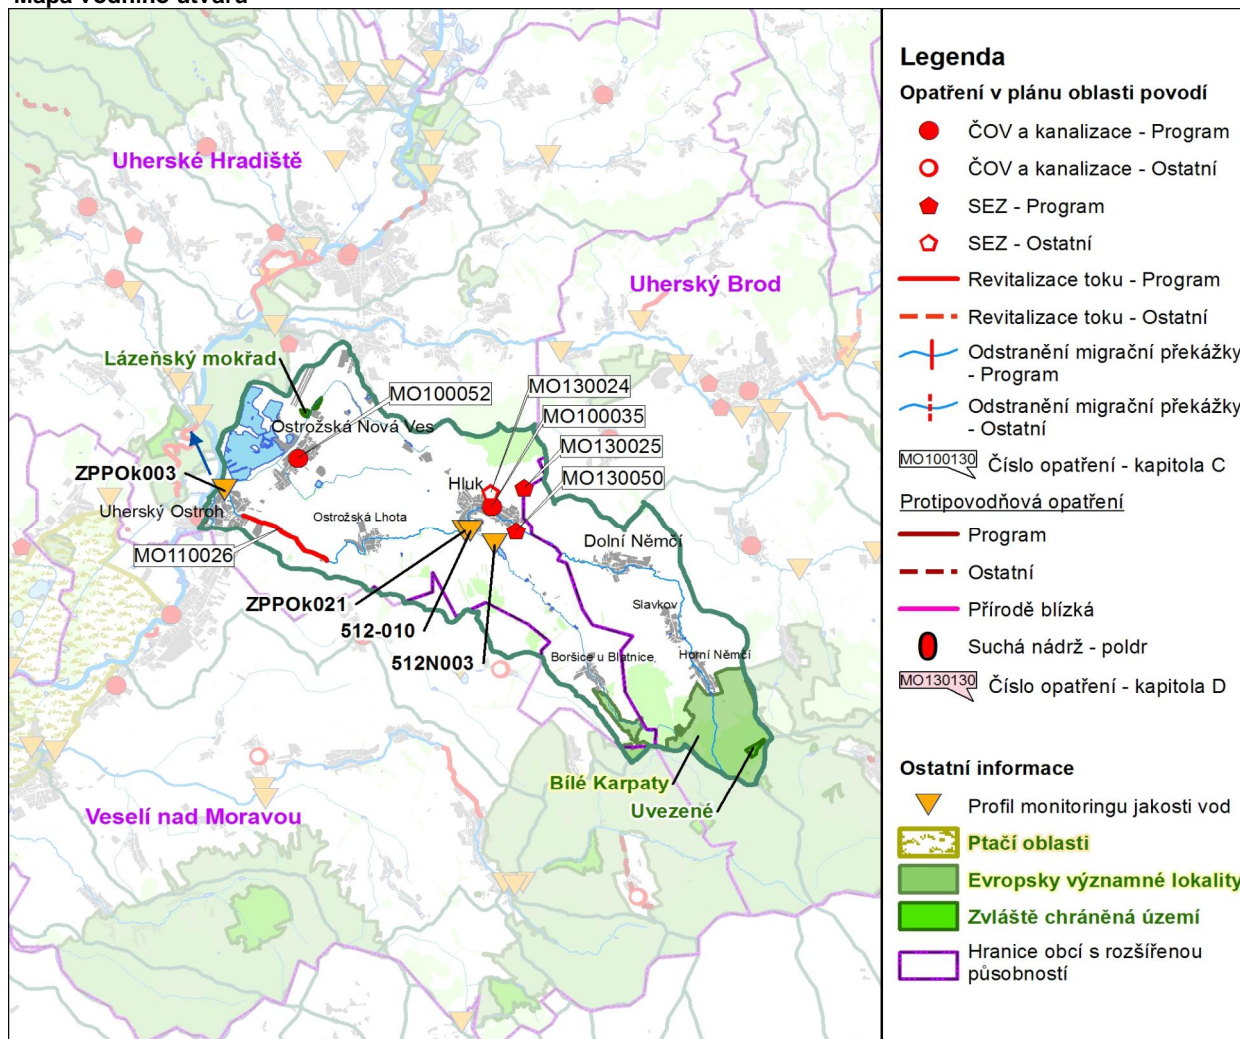 Mapa vodního útvaru
Uherské Hradiště
Uherský Brod
Lázeňský mokřad
MO100052
MO130024
MO100035
MO130025
MO130050
Ostrožská Nová Ves
ZPPOk003
Uherský Ostroh
Hluk
Ostrožská Lhota
MO110026
Dolní Němčí
ZPPOk021
Slavkov
512-010
512N003
Boršice u Blatnice
Horní Němčí
Bílé Karpaty
Uvezené
Veselí nad Moravou
Legenda
Opatření v plánu oblasti povodí
ČOV a kanalizace - Program
ČOV a kanalizace - Ostatní
SEZ - Program
SEZ - Ostatní
Revitalizace toku - Program
Revitalizace toku - Ostatní
Odstranění migrační překážky
- Program
Odstranění migrační překážky
- Ostatní
MO100130 Číslo opatření - kapitola C
Protipovodňová opatření
Program
Ostatní
Přírodě blízká
Suchá nádrž - poldr
MO130130 Číslo opatření - kapitola D
Ostatní informace
Profil monitoringu jakosti vod
Ptačí oblasti
Evropsky významné lokality
Zvláště chráněná území
Hranice obcí s rozšířenou
působností